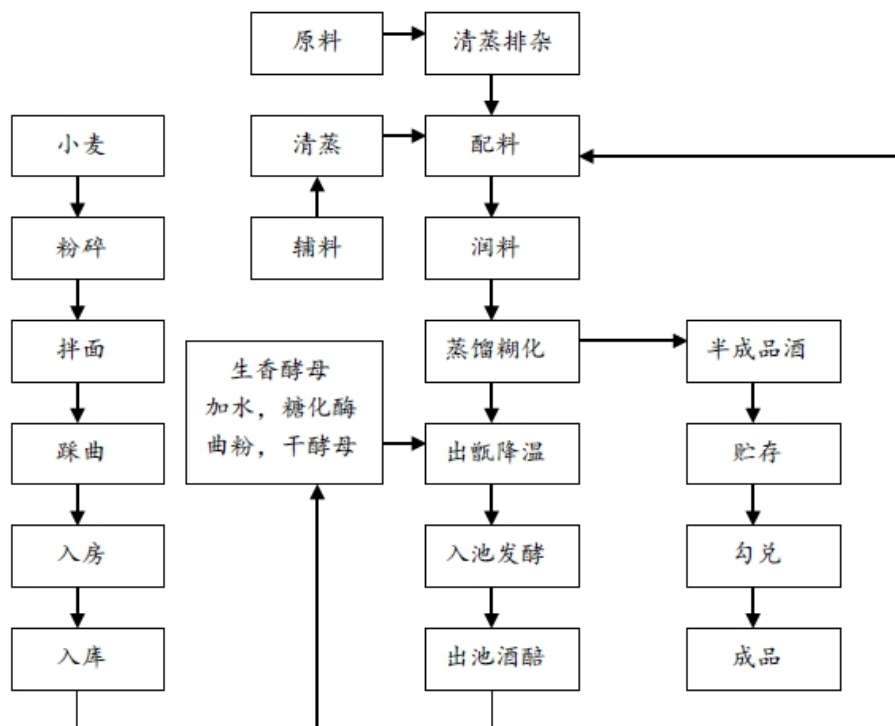 原料
清蒸排杂
小麦
清蒸
配料
粉碎
辅料
润料
拌面
生香酵母
加水，糖化酶
曲粉，干酵母
蒸馏糊化
半成品酒
踩曲
出甑降温
贮存
入房
入池发酵
勾兑
入库
出池酒醅
成品